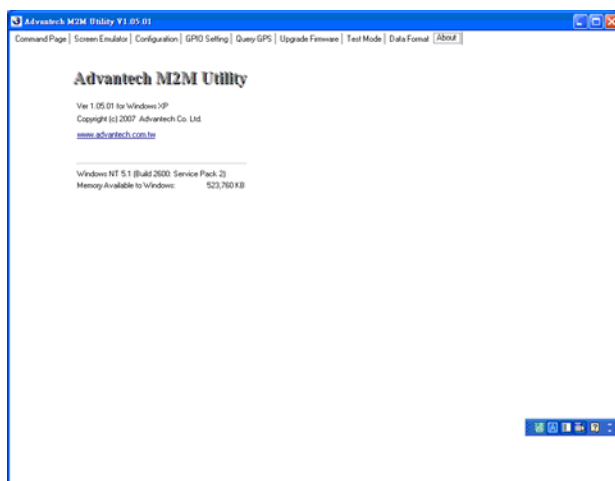 Advantech M2M Utility V1.05.01
Command Page Screen Emulator Configuration GPIO Setting Query GPS Upgrade Firmware Test Mode Data Format About
Advantech M2M Utility
Ver 1.05.01 for Windows XP
Copyright (c) 2007 Advantech Co. Ltd.
www.advantech.com.tw
Windows NT 5.1 (Build 2600: Service Pack 2)
Memory Available to Windows: 523,760 KB